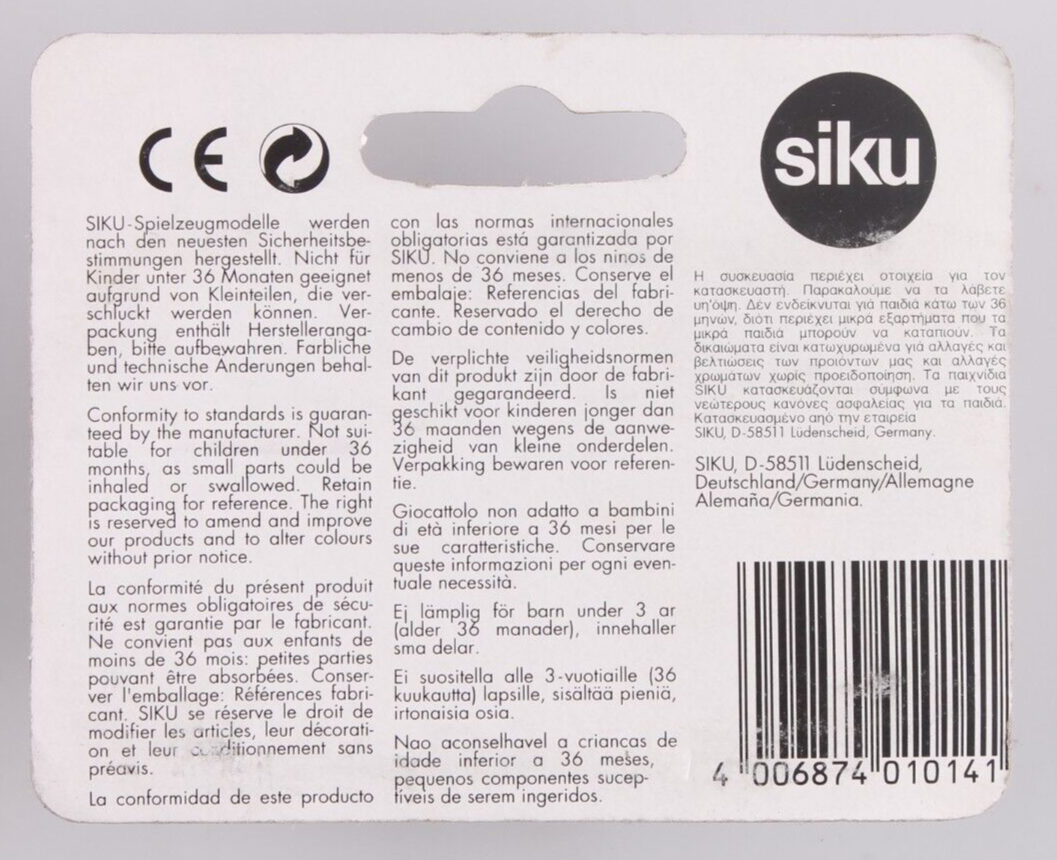 CE
SIKU-Spielzeugmodelle werden
nach den neuesten Sicherheitsbe-
stimmungen hergestellt. Nicht für
Kinder unter 36 Monaten geeignet
aufgrund von Kleinteilen, die ver-
schluckt werden können. Ver-
packung enthält Herstelleranga-
ben, bitte aufbewahren. Farbliche
und technische Anderungen behal-
ten wir uns vor.
Conformity to standards is guaran-
teed by the manufacturer. Not sui-
table for children under 36
months, as small parts could be
inhaled or swallowed. Retain
packaging for reference. The right
is reserved to amend and improve
our products and to alter colours
without prior notice.
La conformité du présent produit
aux normes obligatoires de sécu-
rité est garantie par le fabricant.
Ne convient pas aux enfants de
moins de 36 mois: petites parties
pouvant être absorbées. Conser-
ver l'emballage: Références fabri-
cant. SIKU se réserve le droit de
modifier les articles, leur décorati-
on et leur sans
préavis.
La conformidad de este producto
con las normas internacionales
obligatorias está garantizada por
SIKU. No conviene a los ninos de
menos de 36 meses. Conserve el
embalaje: Referencias del fabri-
cante. Reservado el derecho de
cambio de contenido y colores.
De verplichte veiligheidsnormen
van dit produkt zijn door de fabri-
kant gegarandeerd. Is niet
geschikt voor kinderen jonger dan
36 maanden wegens de aanwe-
zigheid van kleine onderdelen.
Verpakking bewaren voor referen-
tie.
Giocattolo non adatto a bambini
di età inferiore a 36 mesi per le
sue caratteristiche. Conservare
queste informazioni per ogni even-
tuale necessità.
Ej lämplig för barn under 3 ar
(alder 36 manader), innehaller
sma delar.
Ei suositella alle 3-vuotiaille (36
kuukautta) lapsille, sisältää pieniä,
irtonaisia osia.
Nao aconselhavel a criancas de
idade inferior a 36 meses,
pequenos componentes sucep-
tíveis de serem ingeridos.
siku
Η συσκευασία περιέχει οτοιχεία για τον
κατασκευαστή. Παρακαλούμε να τα λάβετε
υη'όψη. Δεν ενδείκνυται γιά παιδιά κάτω των 36
μηνών, διότι περιέχει μικρά εξαρτήματα που τα
μικρά παιδιά μπορούν να καταπιούν. Τα
δικαιώματα είναι κατωχυρωμένα γιά αλλαγές και
βελτιώσεις των προιόντων μας και αλλαγές
χρωμάτων χωρίς προειδοποίηση. Τα παιχνίδια
SIKU κατασκευάζονται σύμφωνα με τους
νεώτερους κανόνες ασφαλείας για τα παιδιά.
Κατασκευασμένο αηό την εταιρεία
SIKU, D-58511 Ludenscheid, Germany.
SIKU, D-58511 Lüdenscheid,
Deutschland/Germany/Allemagne
Alemaña/Germania.
4 006874 010141